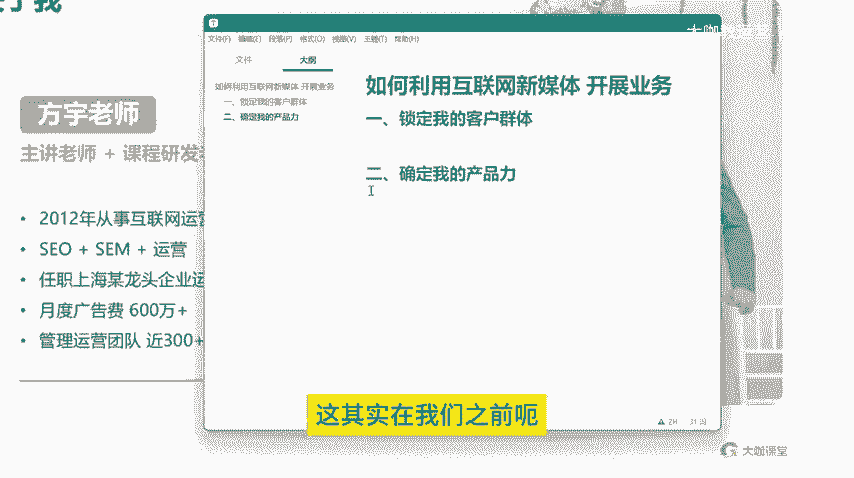 方宇老师
主讲老师 + 课程研发
• 2012年从事互联网运营
• SEO + SEM + 运营
• 任职上海某龙头企业运
• 月度广告费 600万+
• 管理运营团队 近300+
文件(F) 编辑(E) 段落(P) 格式(O) 视图(V) 主题(T) 帮助(H)
文件 大纲
如何利用互联网新媒体 开展业务
一、锁定我的客户群体
二、确定我的产品力
如何利用互联网新媒体 开展业务
一、锁定我的客户群体
二、确定我的产品力
ZH 31 词
这其实在我们之前呃
大咖课堂